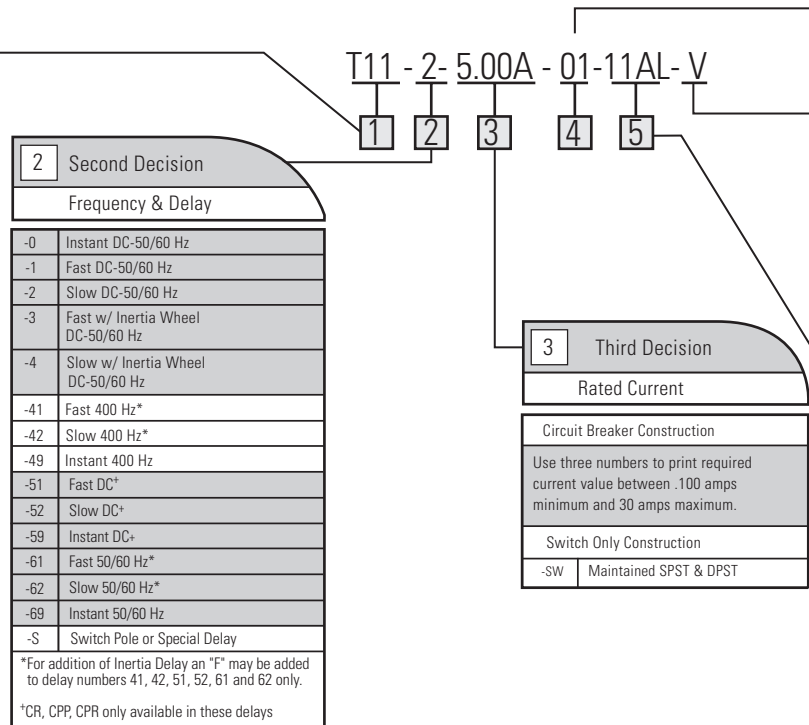 T11 - 2- 5.00A - 01-11AL- V
1 2 3 4 5
2 Second Decision
Frequency & Delay
-0 Instant DC-50/60 Hz
-1 Fast DC-50/60 Hz
-2 Slow DC-50/60 Hz
-3 Fast w/ Inertia Wheel
DC-50/60 Hz
-4 Slow w/ Inertia Wheel
DC-50/60 Hz
-41 Fast 400 Hz*
-42 Slow 400 Hz*
-49 Instant 400 Hz
-51 Fast DC+
-52 Slow DC+
-59 Instant DC+
-61 Fast 50/60 Hz*
-62 Slow 50/60 Hz*
-69 Instant 50/60 Hz
-S Switch Pole or Special Delay
*For addition of Inertia Delay an "F" may be added
to delay numbers 41, 42, 51, 52, 61 and 62 only.
+CR, CPP, CPR only available in these delays
3 Third Decision
Rated Current
Circuit Breaker Construction
Use three numbers to print required
current value between .100 amps
minimum and 30 amps maximum.
Switch Only Construction
-SW Maintained SPST & DPST